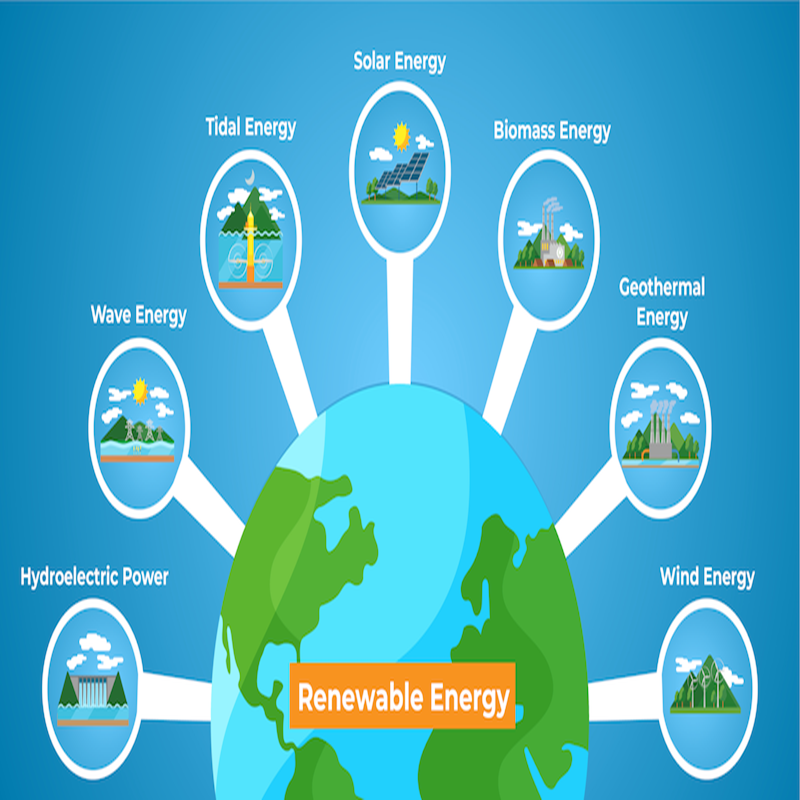 Solar Energy
Tidal Energy
Biomass Energy
Wave Energy
Geothermal
Energy
Hydroelectric Power
Wind Energy
Renewable Energy